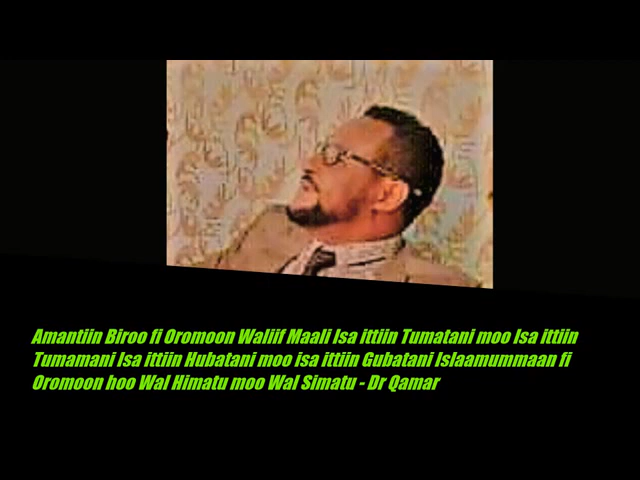 Amantiin Biroo fi Oromoon Waliif Maali Isa ittiin Tumatani moo Isa ittiin
Tumamani Isa ittiin Hubatani moo isa ittiin Gubatani Islaamummaan fi
Oromoon hoo Wal Himatu moo Wal Simatu - Dr Qamar